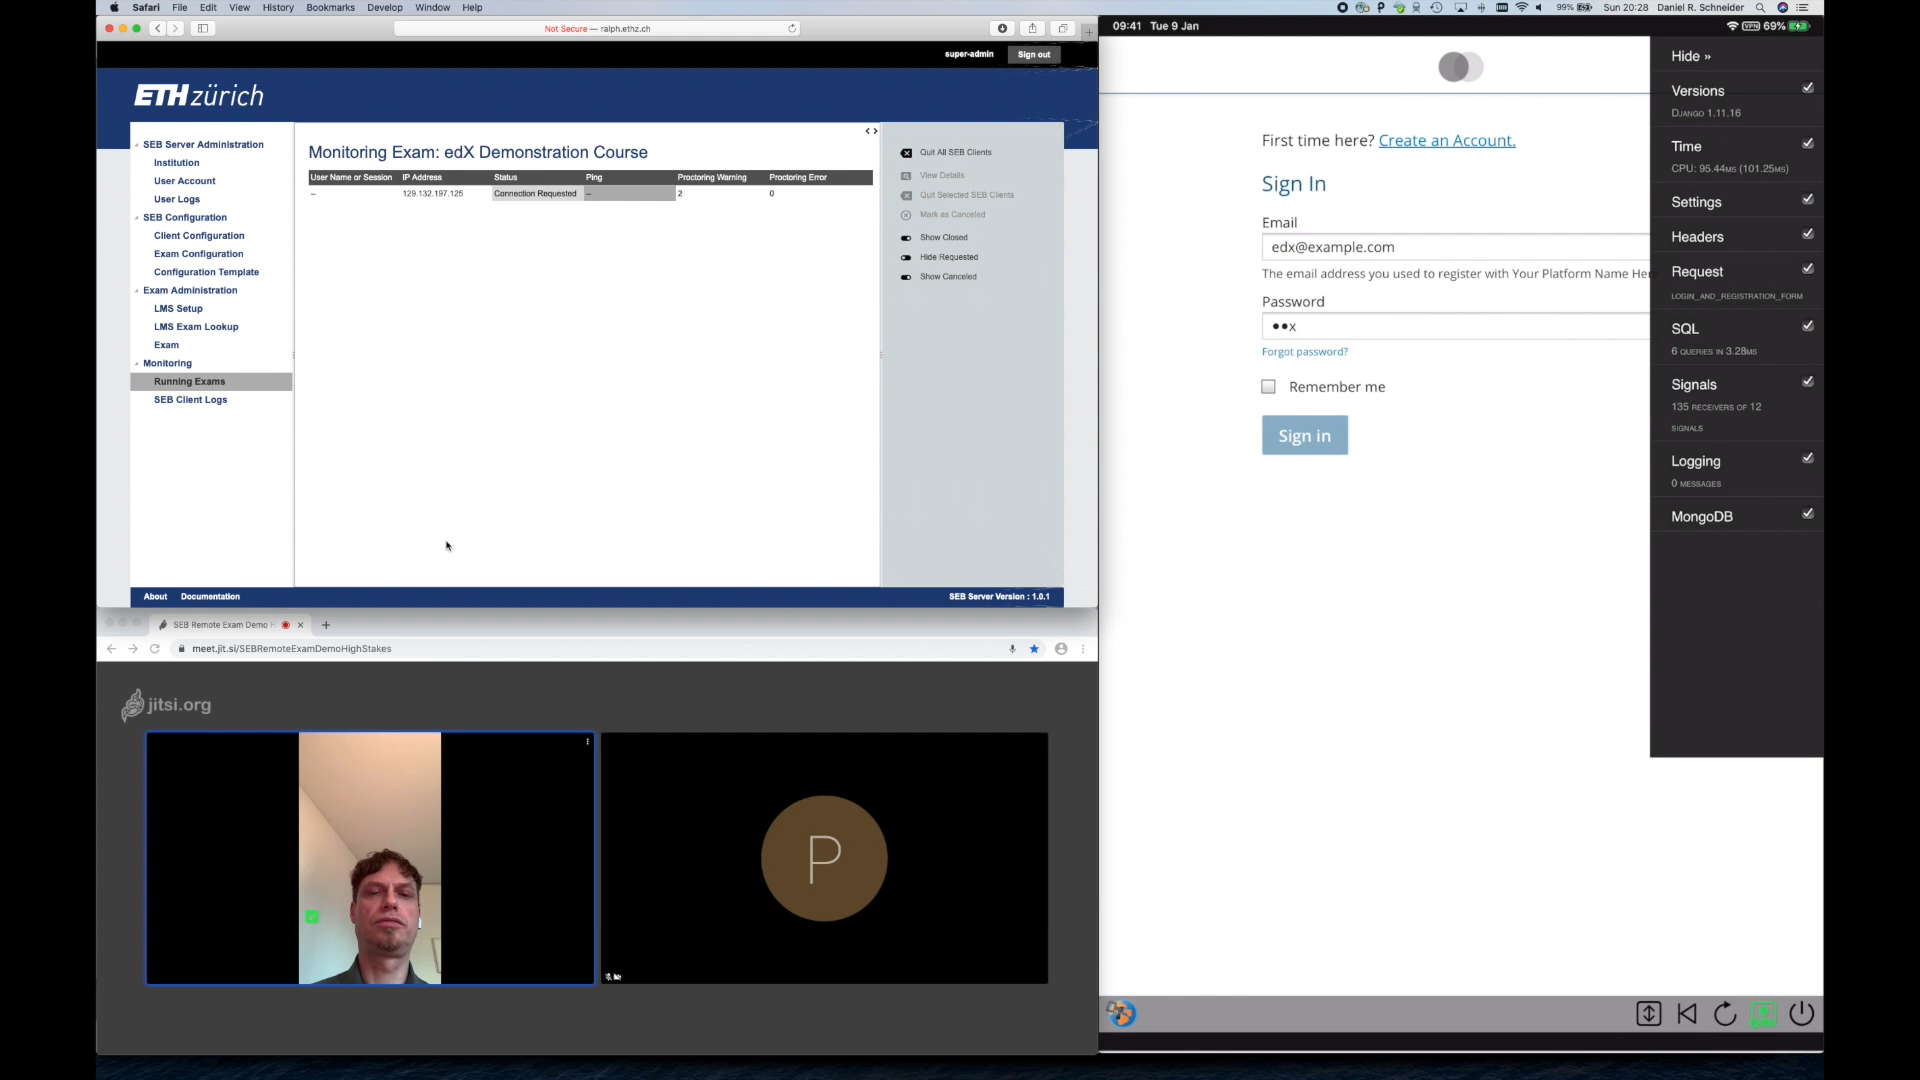 Safari File Edit View History Bookmarks Develop Window Help
99% Sun 20:28 Daniel R. Schneider
Not Secure — ralph.ethz.ch
super-admin Sign out
ETH zürich
SEB Server Administration
Institution
User Account
User Logs
SEB Configuration
Client Configuration
Exam Configuration
Configuration Template
Exam Administration
LMS Setup
LMS Exam Lookup
Exam
Monitoring
Running Exams
SEB Client Logs
Monitoring Exam: edX Demonstration Course
User Name or Session IP Address Status Ping Proctoring Warning Proctoring Error
-- 129.132.197.125 Connection Requested -- 2 0
Quit All SEB Clients
View Details
Quit Selected SEB Clients
Mark as Canceled
Show Closed
Hide Requested
Show Canceled
About Documentation SEB Server Version : 1.0.1
SEB Remote Exam Demo H
meet.jit.si/SEBRemoteExamDemoHighStakes
jitsi.org
P
09:41 Tue 9 Jan
VPN 69%
First time here? Create an Account.
Sign In
Email
edx@example.com
The email address you used to register with Your Platform Name Here
Password
●●x
Forgot password?
Remember me
Sign in
Hide »
Versions
Django 1.11.16
Time
CPU: 95.44ms (101.25ms)
Settings
Headers
Request
login_and_registration_form
SQL
6 queries in 3.28ms
Signals
135 receivers of 12
signals
Logging
0 messages
MongoDB